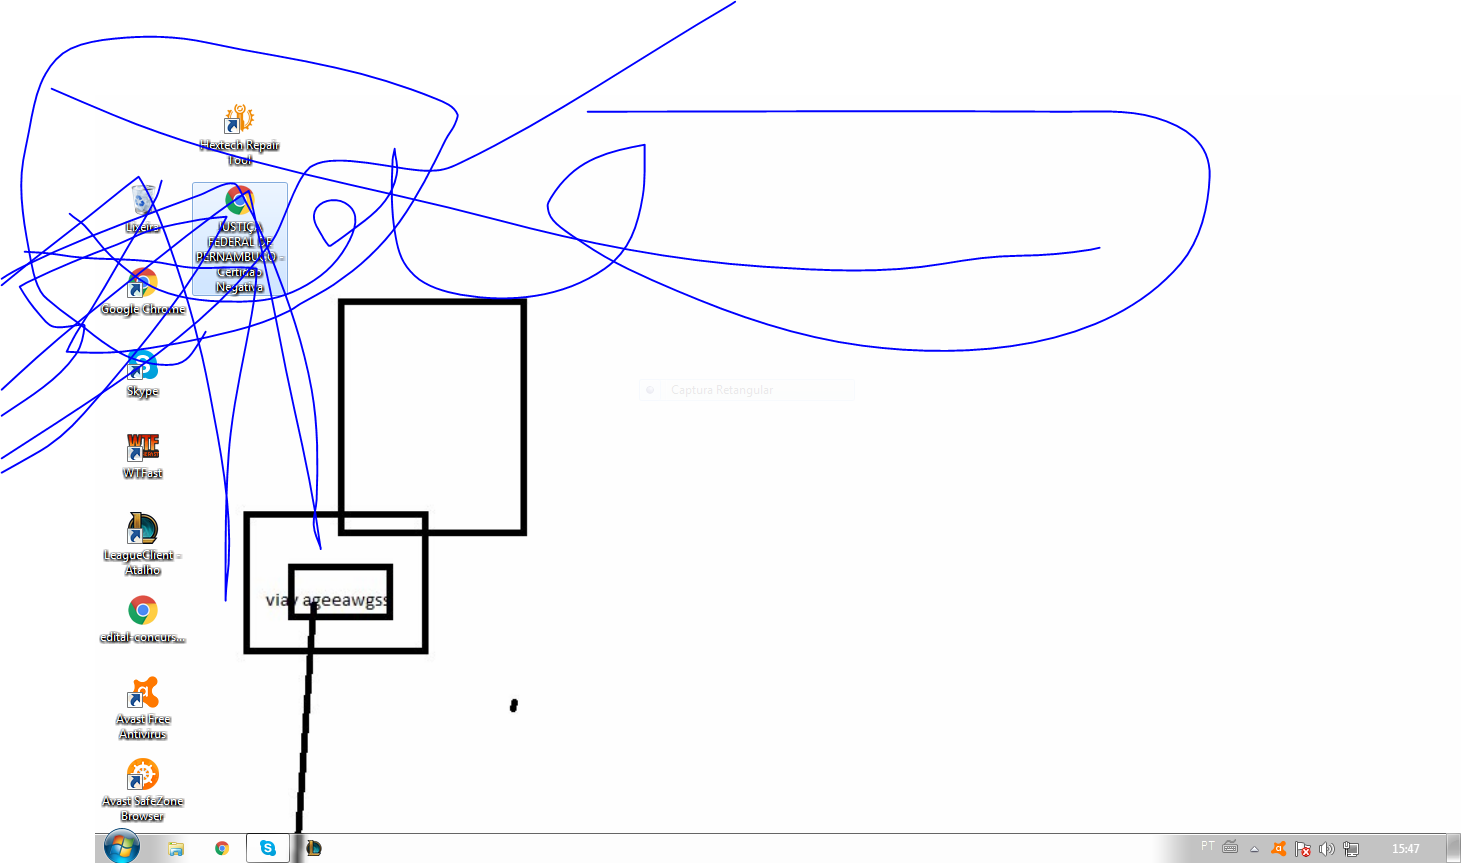 Hextech Repair
Tool
Lixeira
JUSTIÇA
FEDERAL DE
PERNAMBUCO -
Certidão
Negativa
Google Chrome
Captura Retangular
Skype
WTFast
LeagueClient -
Atalho
viay ageeawgss
edital-concurs...
Avast Free
Antivirus
Avast SafeZone
Browser
PT
15:47